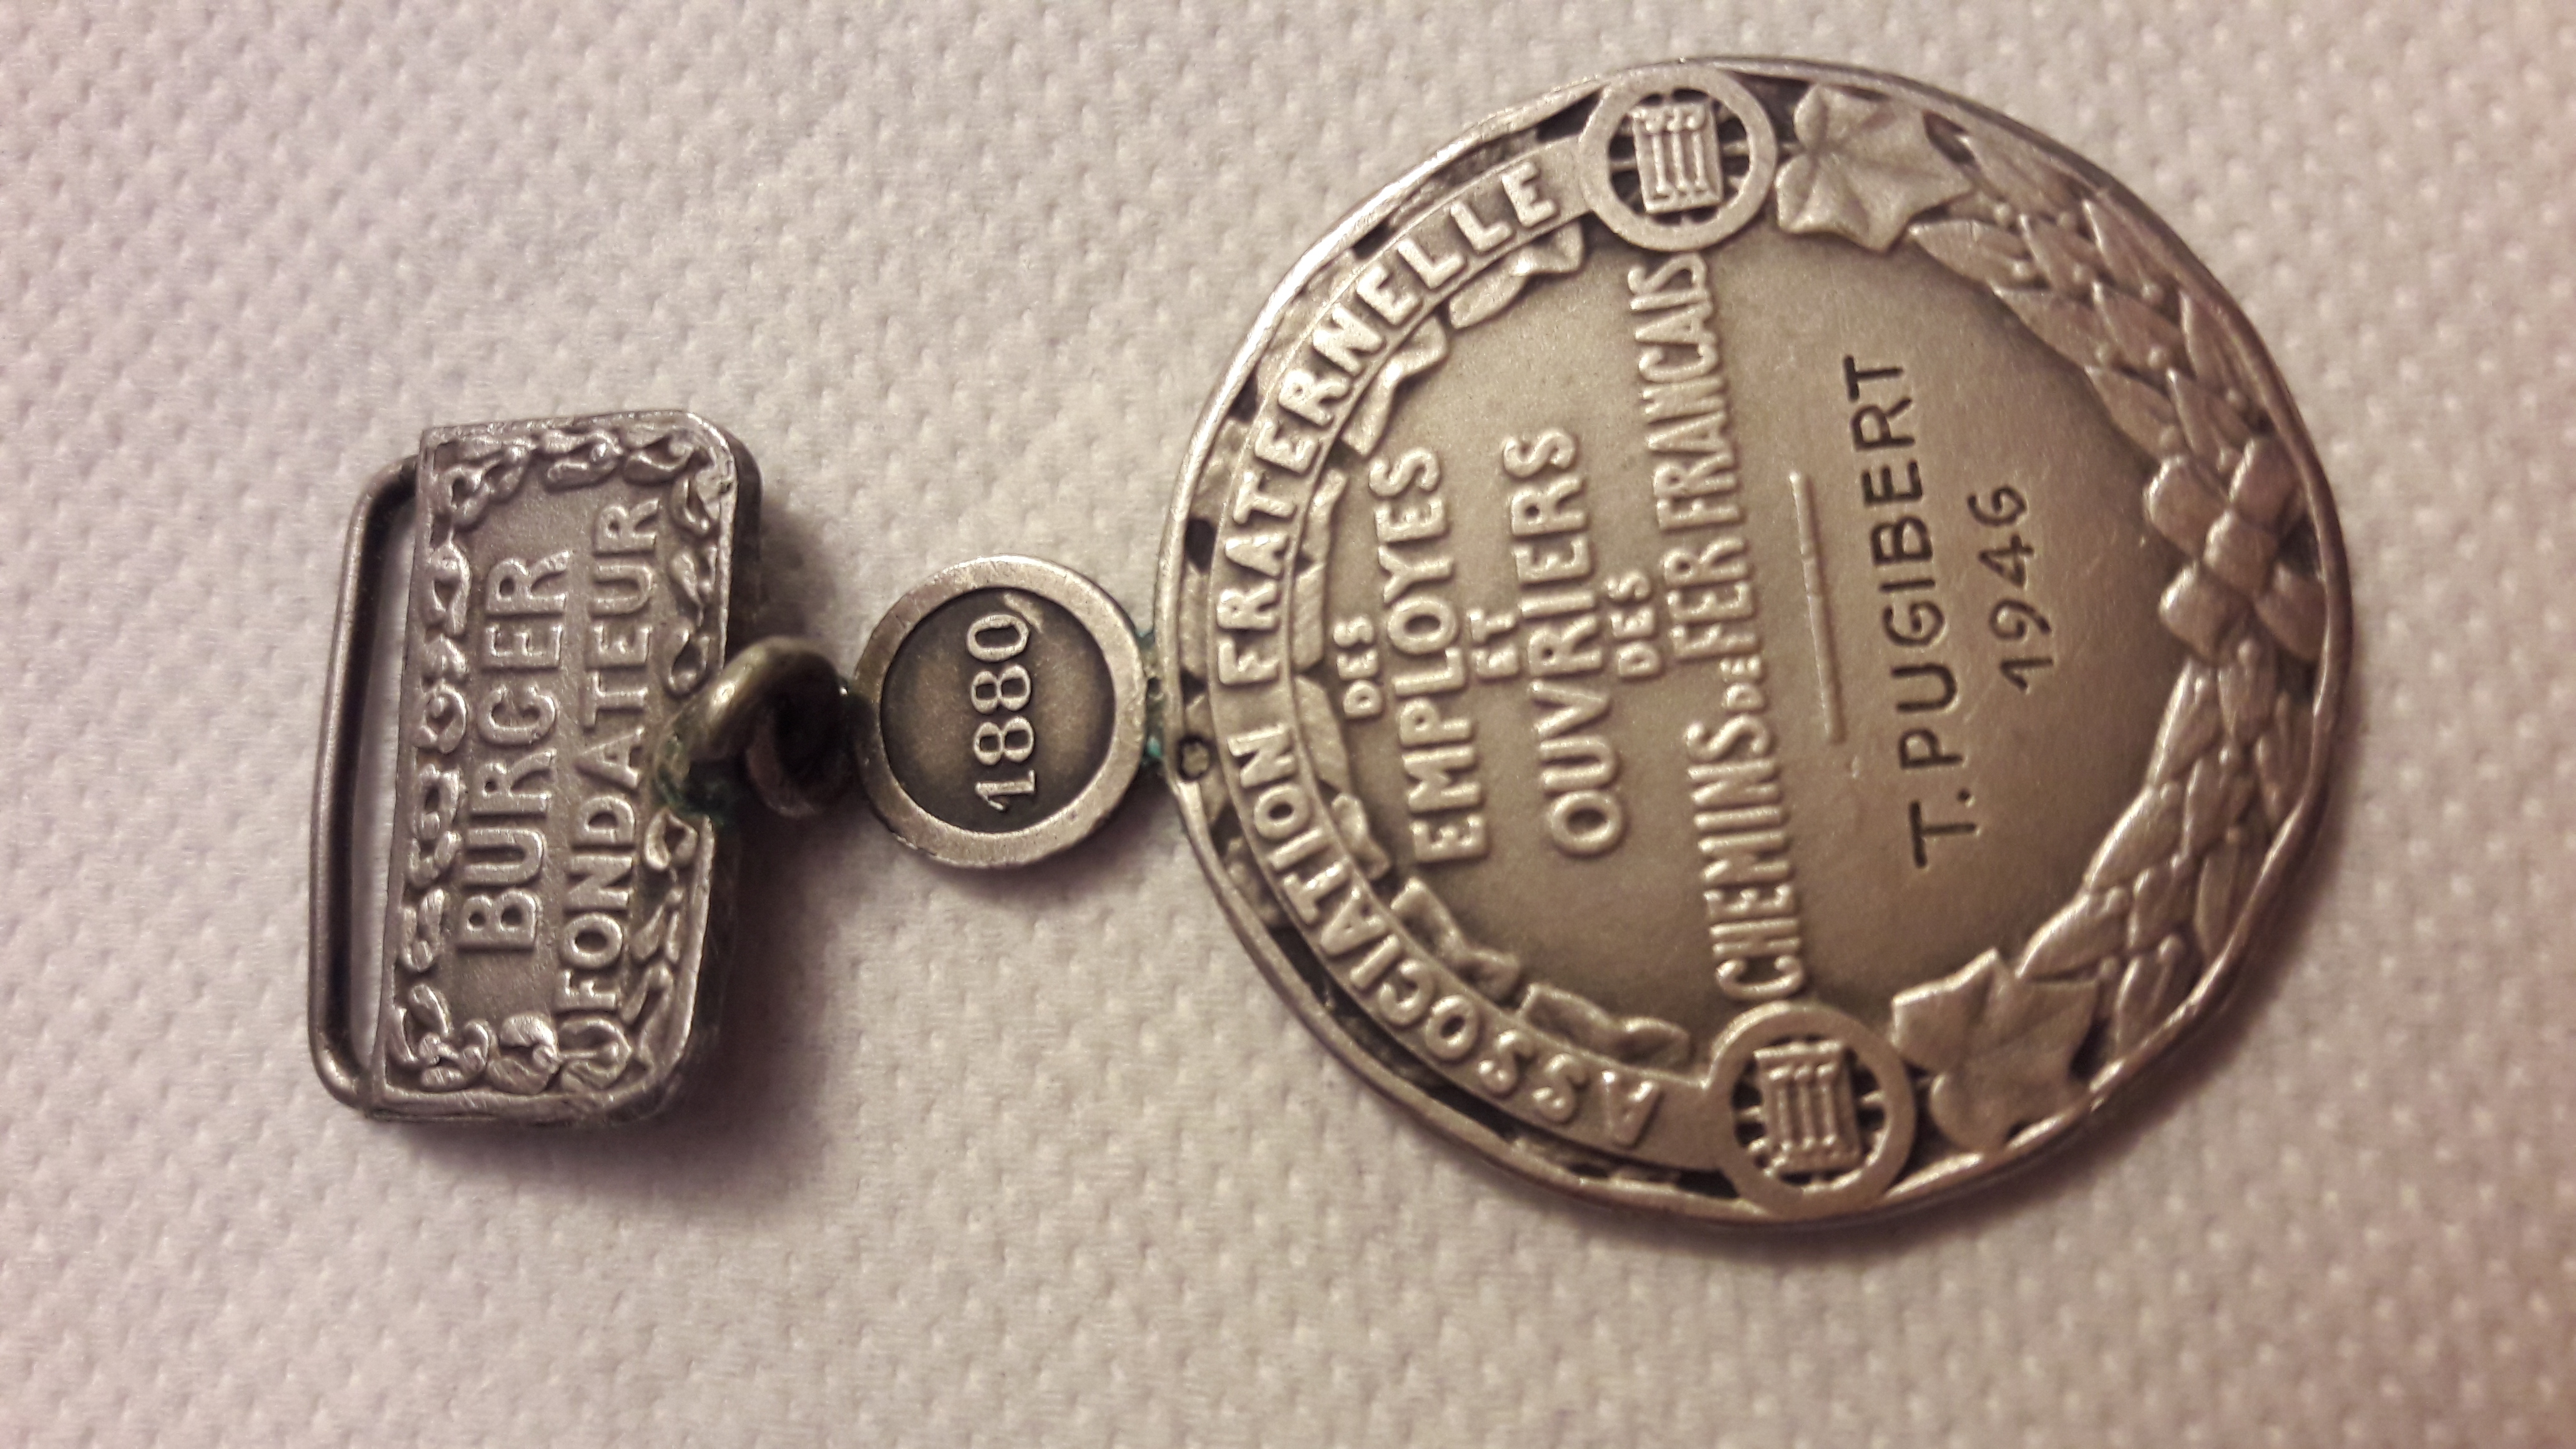 BURGER
FONDATEUR
1880
ASSOCIATION FRATERNELLE
DES
EMPLOYES
ET
OUVRIERS
DES
CHEMINS DE FER FRANCAIS
T. PUGIBERT
1946